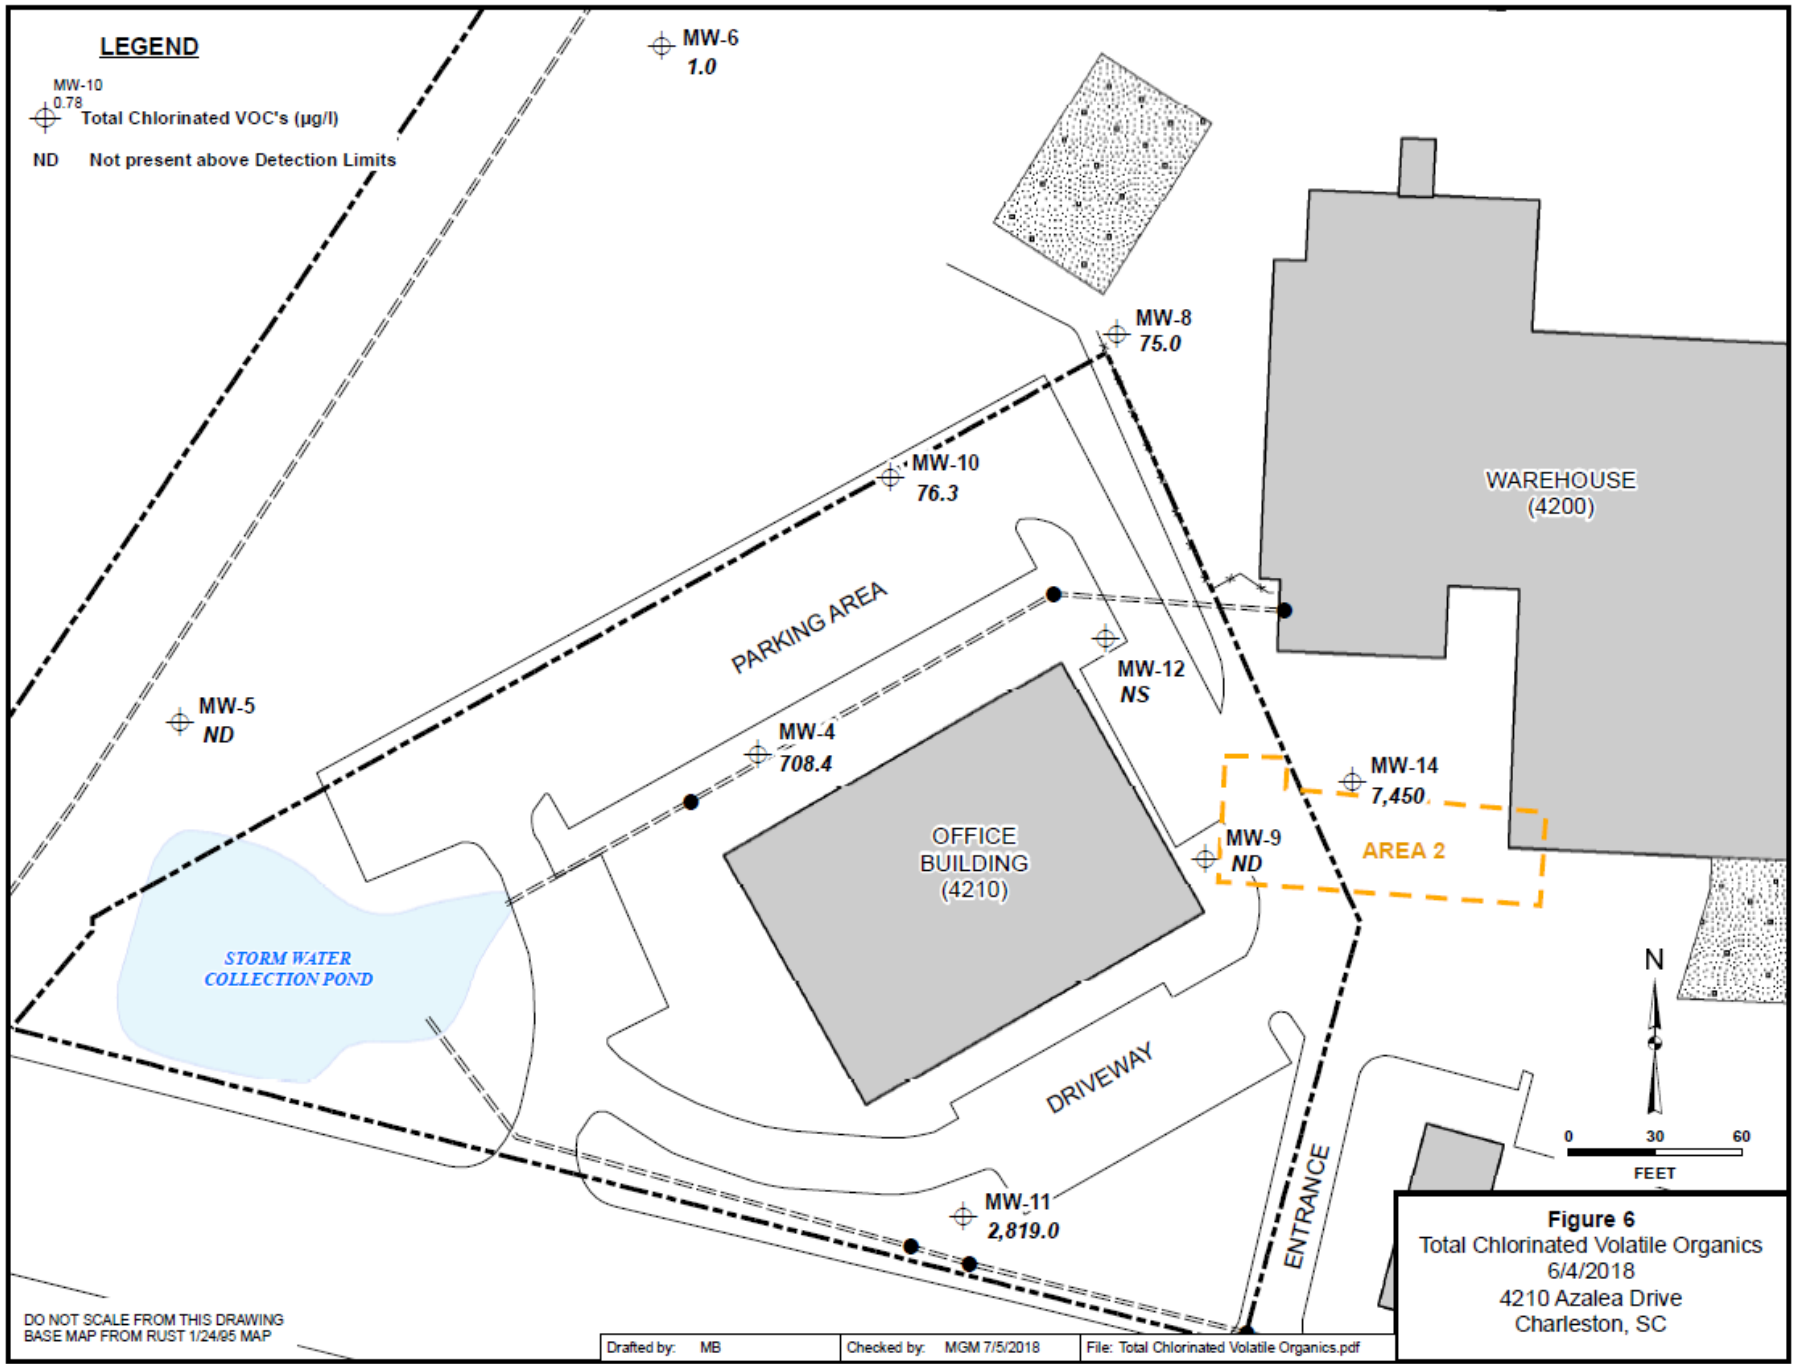 LEGEND
MW-10
0.78
Total Chlorinated VOC's (µg/l)
ND Not present above Detection Limits
MW-6
1.0
MW-8
75.0
MW-10
76.3
WAREHOUSE
(4200)
PARKING AREA
MW-12
NS
MW-5
ND
MW-4
708.4
MW-14
7,450
OFFICE
BUILDING
(4210)
MW-9
ND
AREA 2
STORM WATER
COLLECTION POND
N
DRIVEWAY
0 30 60
FEET
ENTRANCE
MW-11
2,819.0
Figure 6
Total Chlorinated Volatile Organics
6/4/2018
4210 Azalea Drive
Charleston, SC
DO NOT SCALE FROM THIS DRAWING
BASE MAP FROM RUST 1/24/95 MAP
Drafted by: MB
Checked by: MGM 7/5/2018
File: Total Chlorinated Volatile Organics.pdf